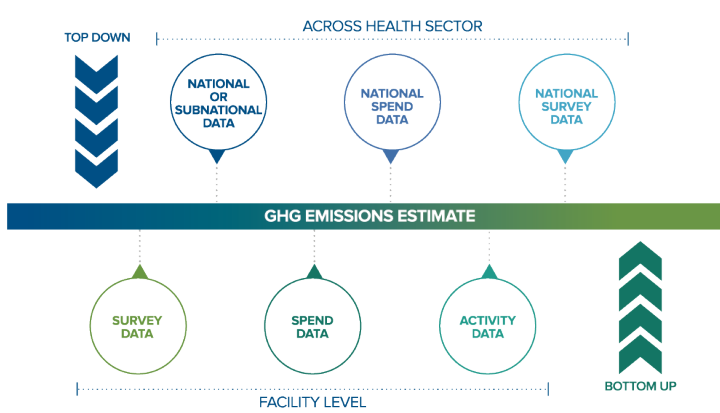 ACROSS HEALTH SECTOR
TOP DOWN
NATIONAL
OR
SUBNATIONAL
DATA
NATIONAL
SPEND
DATA
NATIONAL
SURVEY
DATA
GHG EMISSIONS ESTIMATE
SURVEY
DATA
SPEND
DATA
ACTIVITY
DATA
BOTTOM UP
FACILITY LEVEL